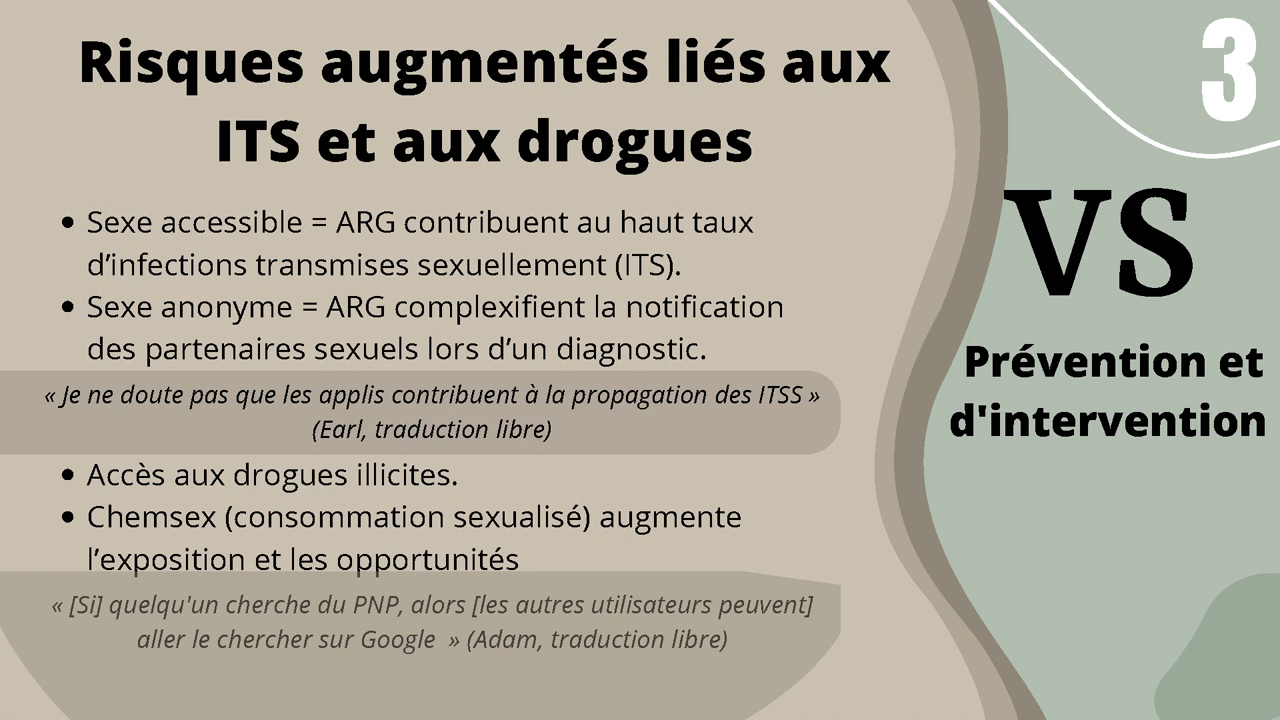 Risques augmentés liés aux
ITS et aux drogues
• Sexe accessible = ARG contribuent au haut taux
d’infections transmises sexuellement (ITS).
• Sexe anonyme = ARG complexifient la notification
des partenaires sexuels lors d’un diagnostic.
« Je ne doute pas que les applis contribuent à la propagation des ITSS »
(Earl, traduction libre)
• Accès aux drogues illicites.
• Chemsex (consommation sexualisé) augmente
l’exposition et les opportunités
« [Si] quelqu'un cherche du PNP, alors [les autres utilisateurs peuvent]
aller le chercher sur Google » (Adam, traduction libre)
3
VS
Prévention et
d'intervention